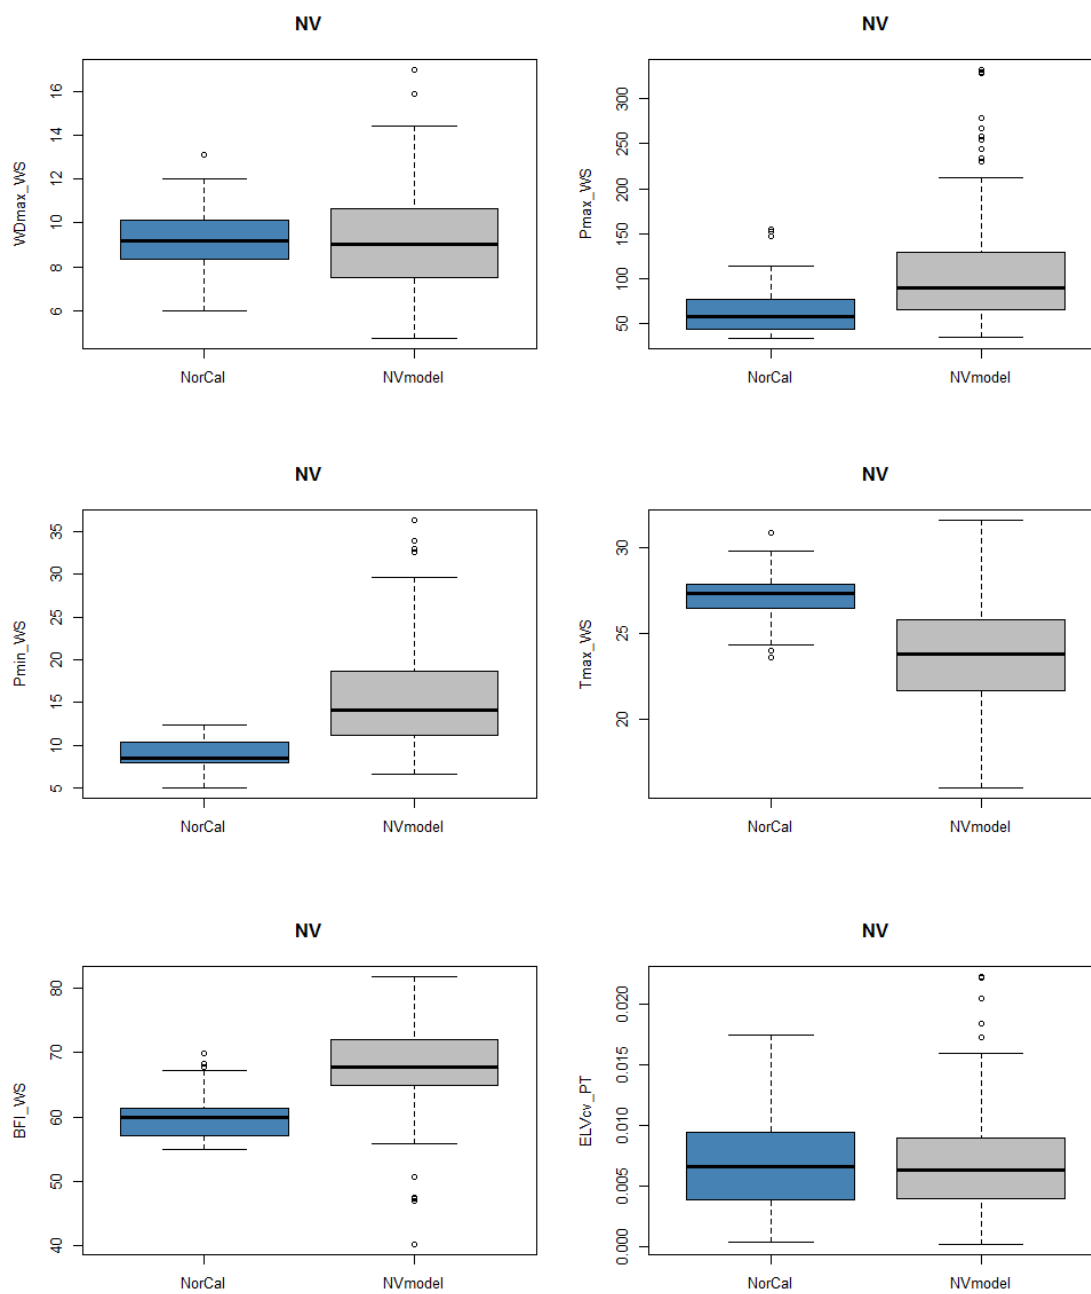 NV
WDmax_WS
16
14
12
10
8
6
NorCal NVmodel
NV
Pmax_WS
300
250
200
150
100
50
NorCal NVmodel
NV
Pmin_WS
35
30
25
20
15
10
5
NorCal NVmodel
NV
Tmax_WS
30
25
20
NorCal NVmodel
NV
BFI_WS
80
70
60
50
40
NorCal NVmodel
NV
ELVcv_PT
0.020
0.015
0.010
0.005
0.000
NorCal NVmodel